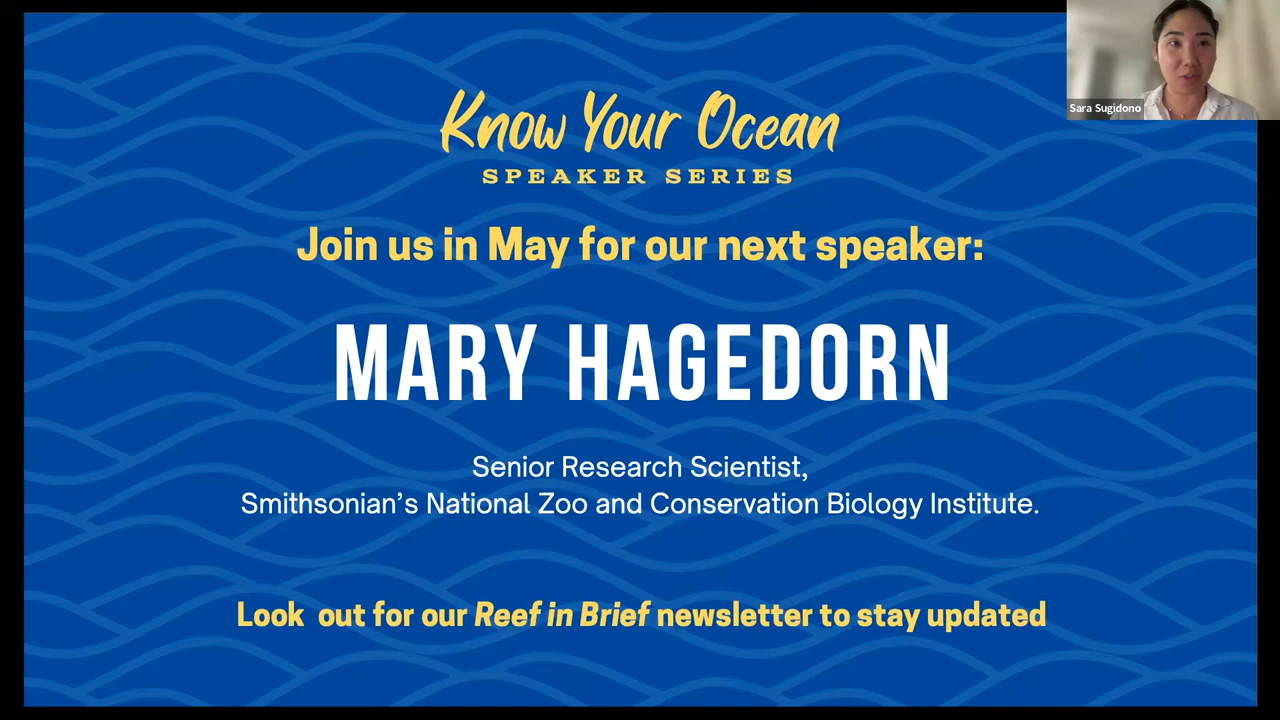 Know Your Ocean
SPEAKER SERIES
Sara Sugidono
Join us in May for our next speaker:
MARY HAGEDORN
Senior Research Scientist,
Smithsonian’s National Zoo and Conservation Biology Institute.
Look out for our Reef in Brief newsletter to stay updated